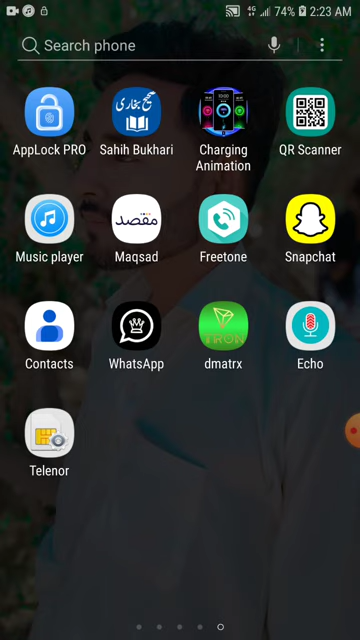 4G 74% 2:23 AM
Search phone
صحیح بخاری
AppLock PRO Sahih Bukhari Charging Animation QR Scanner
مقصد
Music player Maqsad Freetone Snapchat
TRON
Contacts WhatsApp dmatrx Echo
Telenor